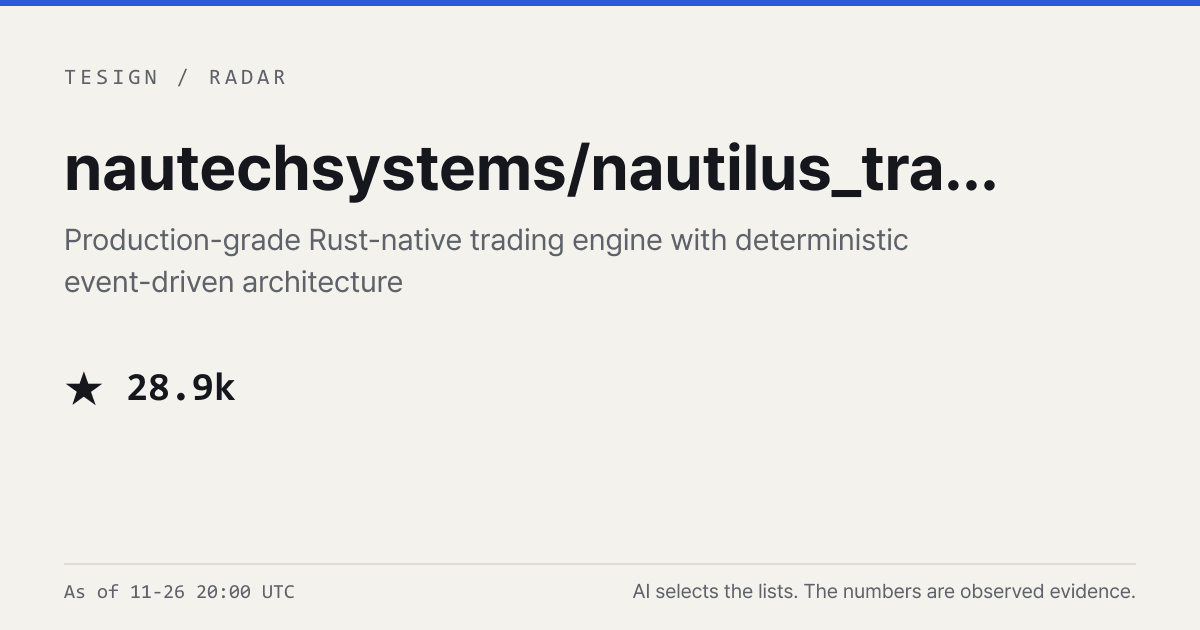 TESIGN / RADAR
nautechsystems/nautilus_tra...
Production-grade Rust-native trading engine with deterministic
event-driven architecture
★ 28.9k
As of 11-26 20:00 UTC
AI selects the lists. The numbers are observed evidence.